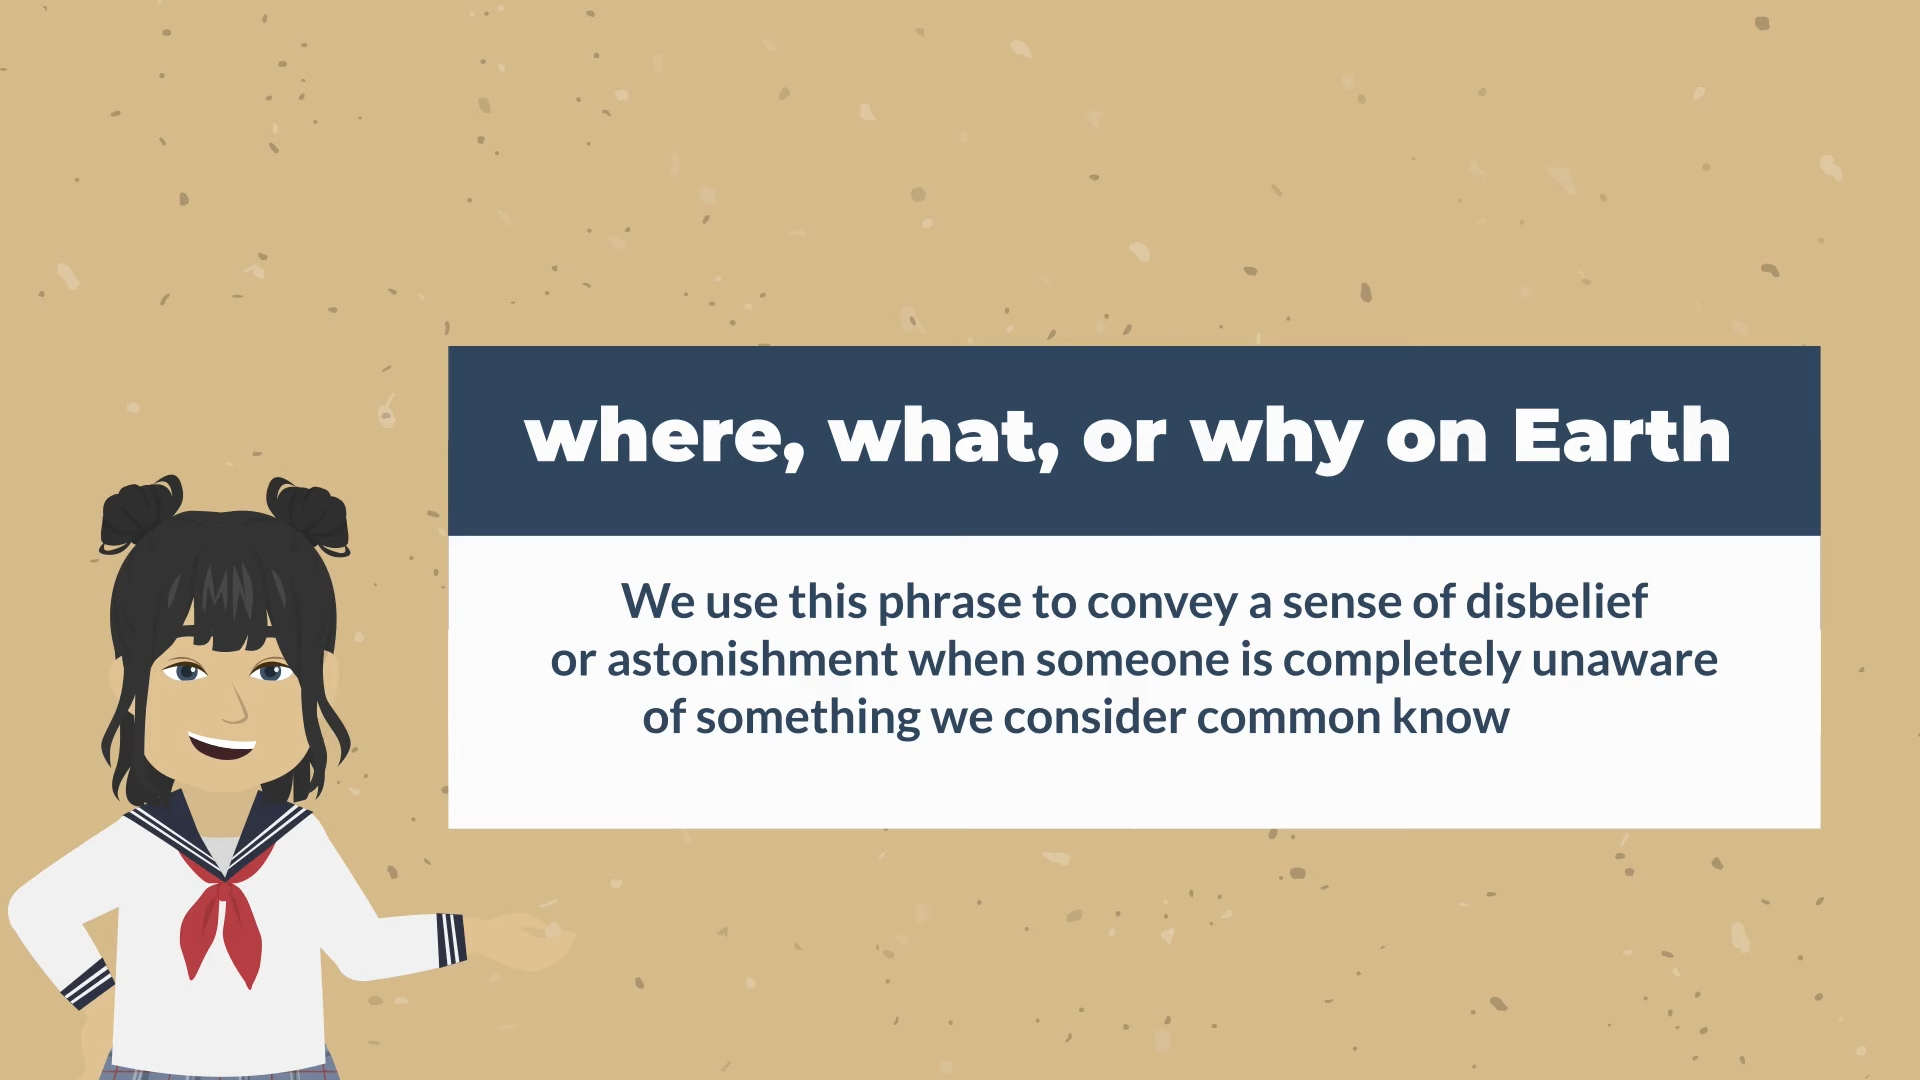 where, what, or why on Earth
We use this phrase to convey a sense of disbelief
or astonishment when someone is completely unaware
of something we consider common know